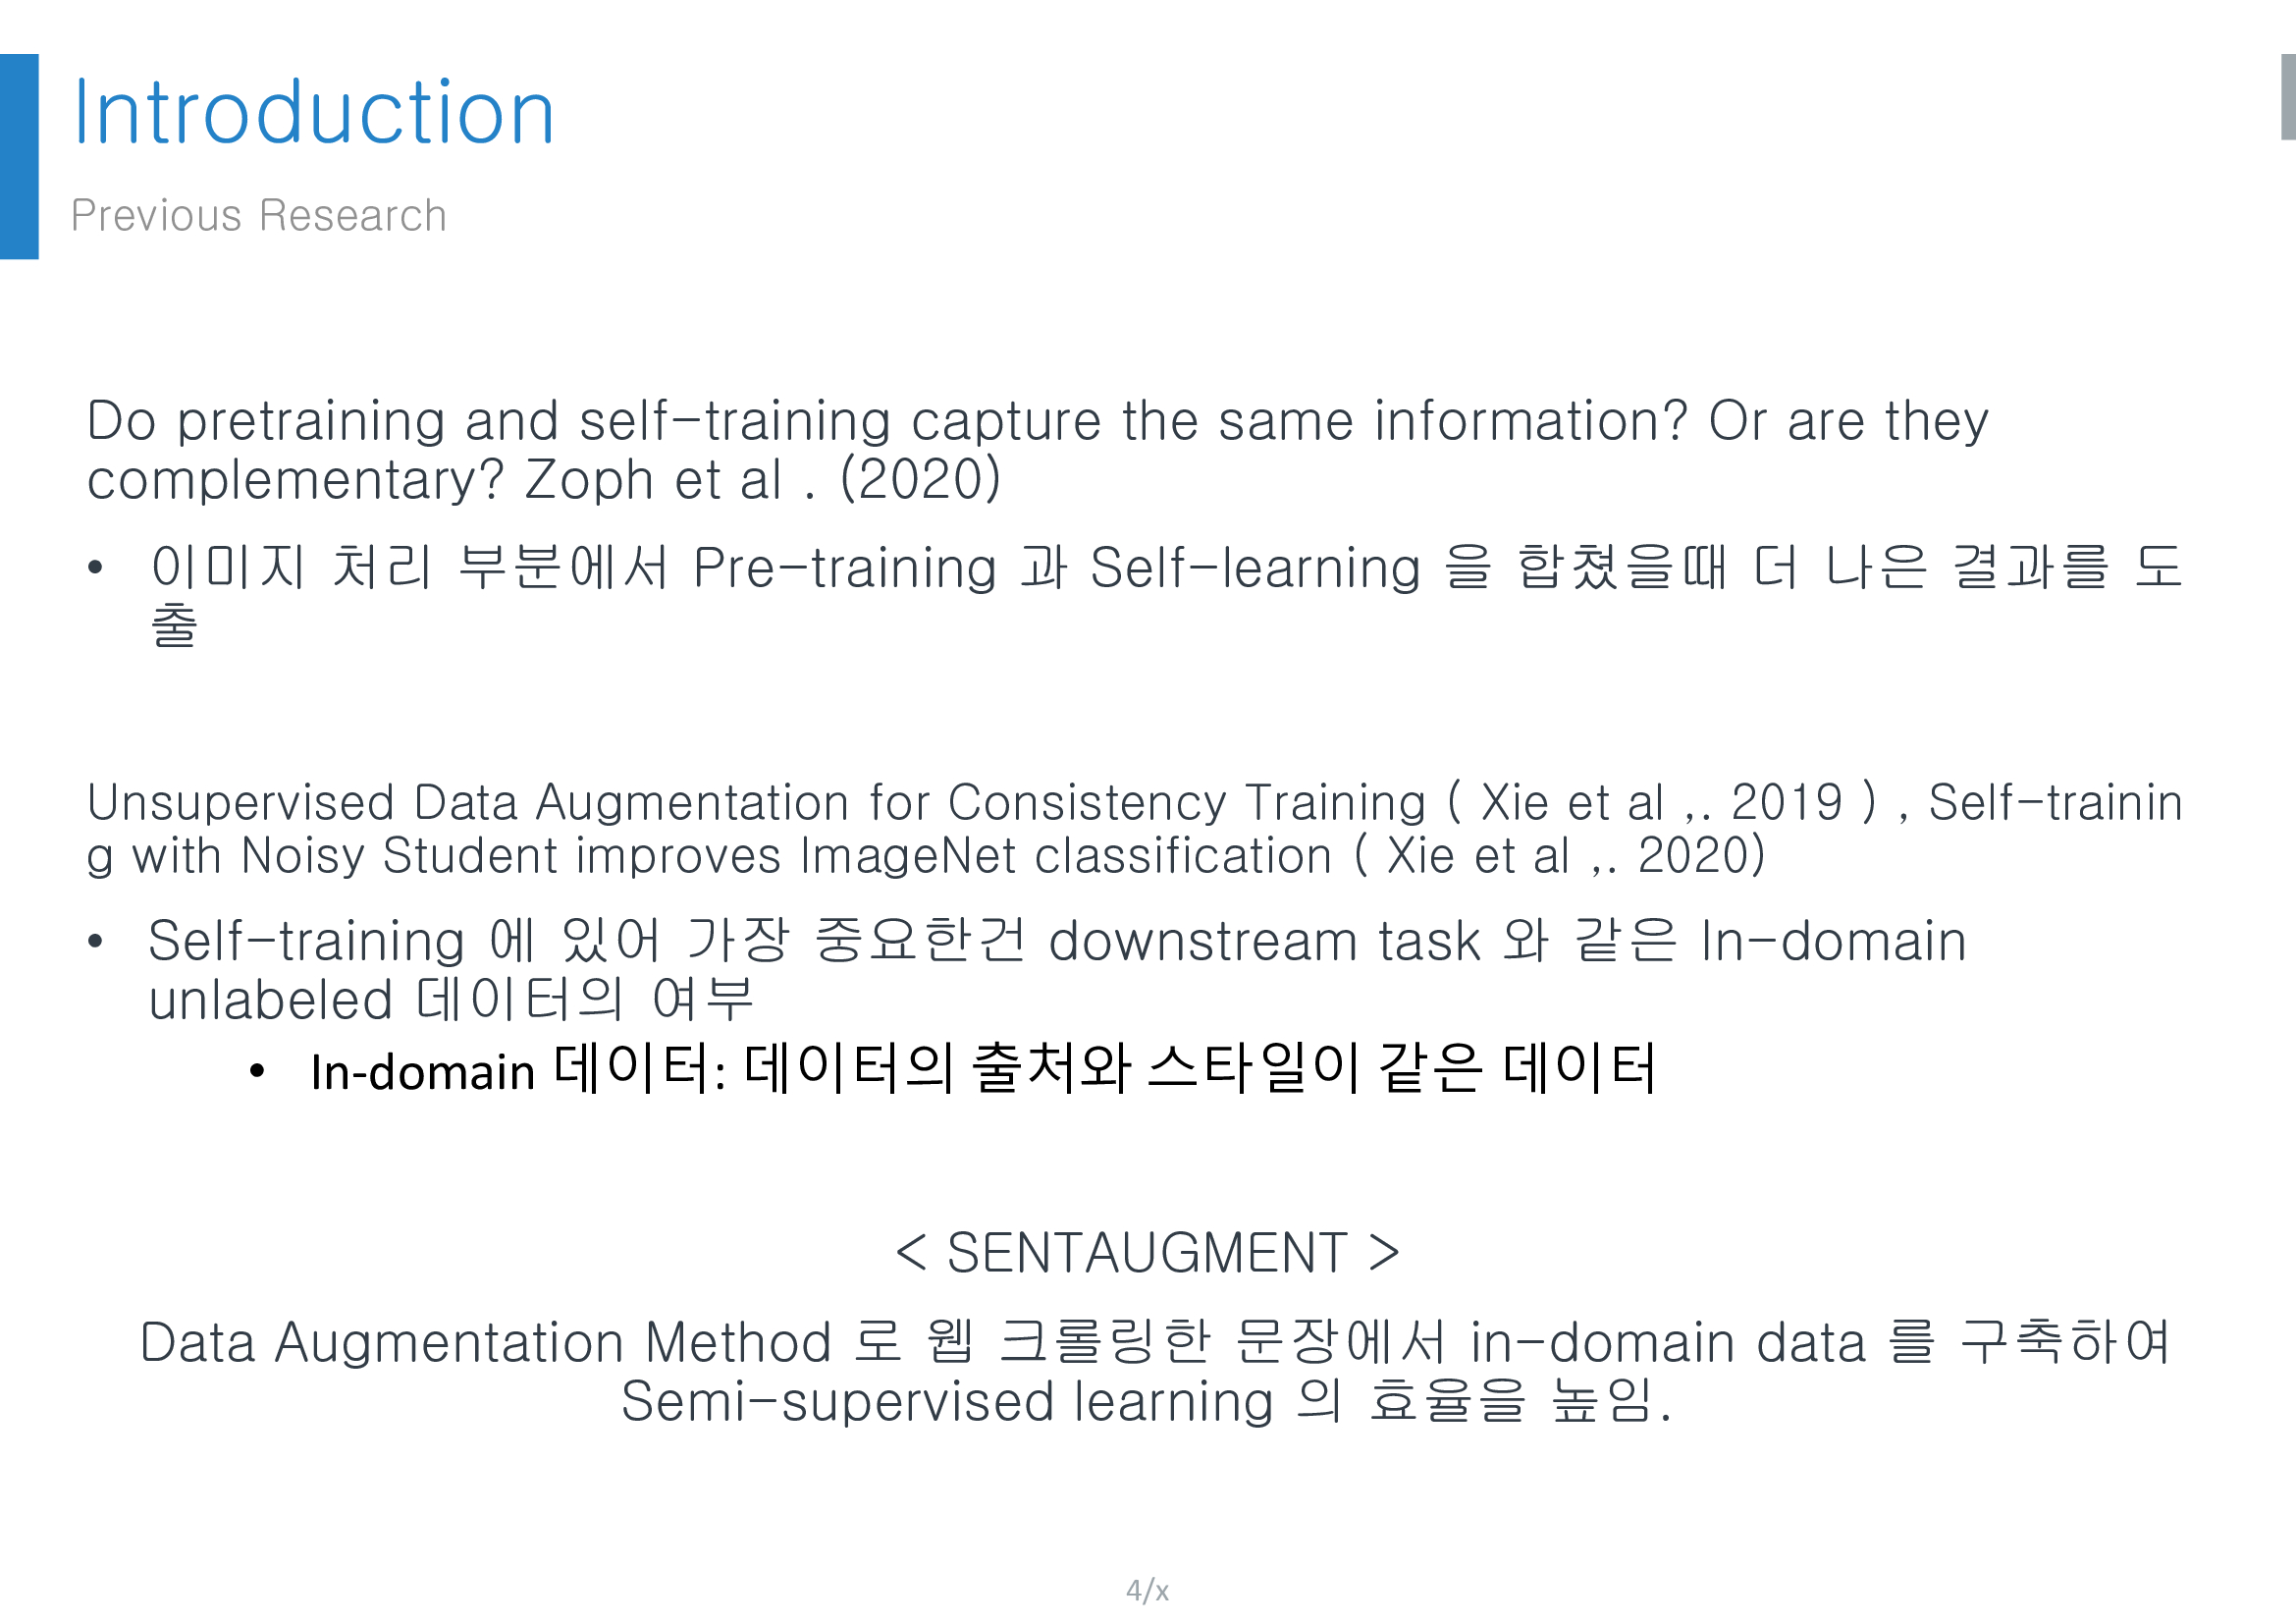 Introduction
Previous Research
Do pretraining and self-training capture the same information? Or are they
complementary? Zoph et al . (2020)
• 이미지 처리 부분에서 Pre-training 과 Self-learning 을 합쳤을때 더 나은 결과를 도
출
Unsupervised Data Augmentation for Consistency Training ( Xie et al ,. 2019 ) , Self-trainin
g with Noisy Student improves ImageNet classification ( Xie et al ,. 2020)
• Self-training 에 있어 가장 중요한건 downstream task 와 같은 In-domain
unlabeled 데이터의 여부
• In-domain 데이터: 데이터의 출처와 스타일이 같은 데이터
< SENTAUGMENT >
Data Augmentation Method 로 웹 크롤링한 문장에서 in-domain data 를 구축하여
Semi-supervised learning 의 효율을 높임.
4/x